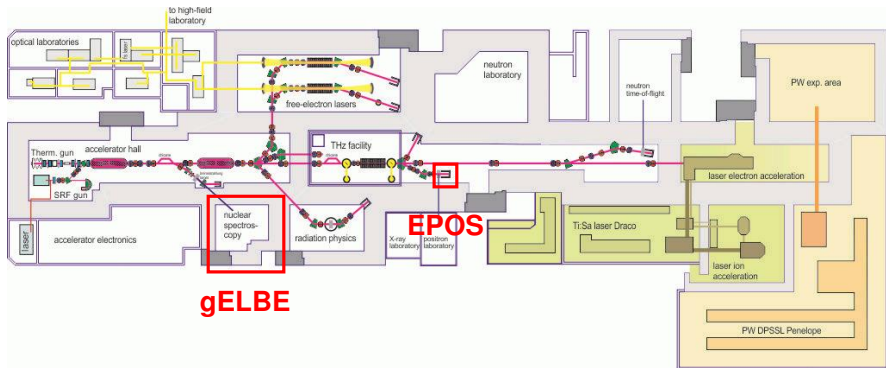 to high-field
laboratory
optical laboratories
fs laser
free-electron lasers
neutron
laboratory
neutron
time-of-flight
PW exp. area
Therm. gun
accelerator hall
THz facility
SRF gun
laser
accelerator electronics
nuclear
spectros-
copy
radiation physics
X-ray
laboratory
positron
laboratory
EPOS
gELBE
laser electron acceleration
Ti:Sa laser Draco
laser ion
acceleration
PW DPSSL Penelope